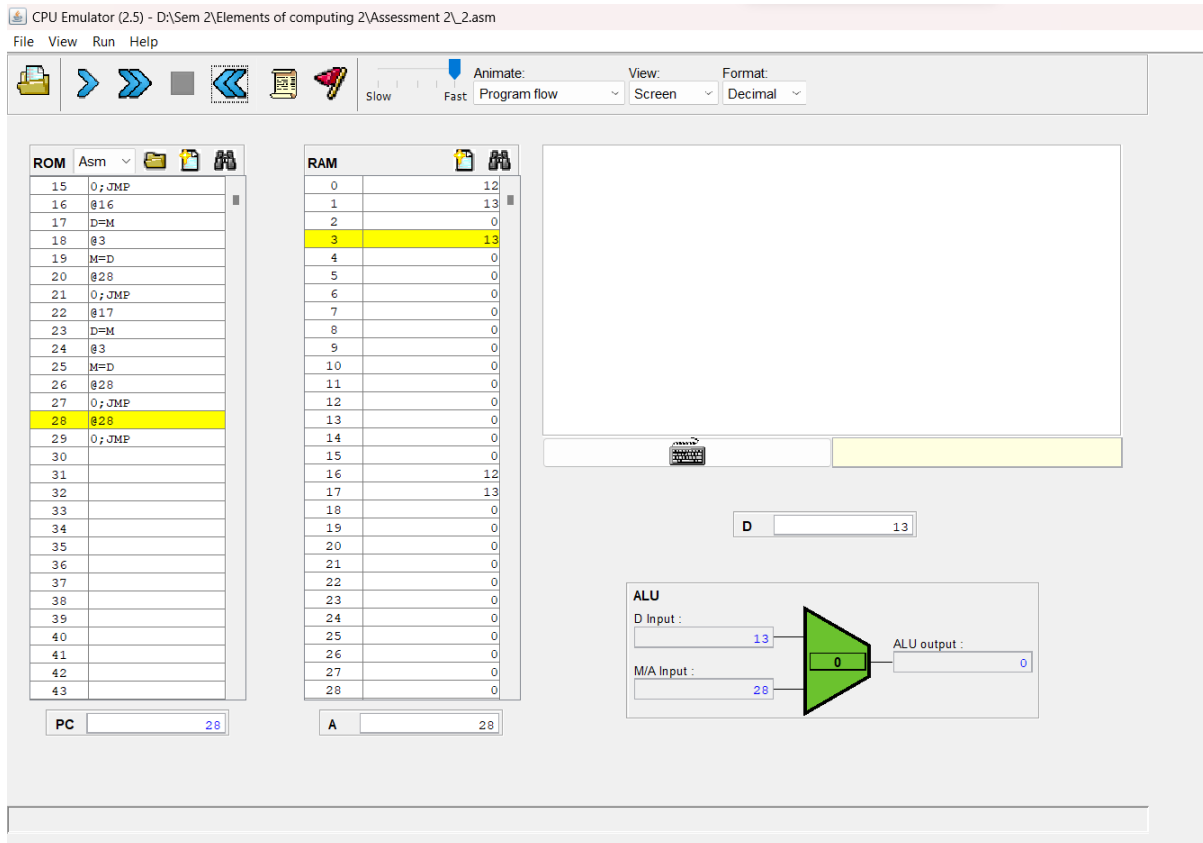 CPU Emulator (2.5) - D:\Sem 2\Elements of computing 2\Assessment 2\_2.asm
File View Run Help
Animate: View: Format:
Slow Fast Program flow Screen Decimal
ROM Asm
15 0;JMP
16 @16
17 D=M
18 @3
19 M=D
20 @28
21 0;JMP
22 @17
23 D=M
24 @3
25 M=D
26 @28
27 0;JMP
28 @28
29 0;JMP
30
31
32
33
34
35
36
37
38
39
40
41
42
43
PC 28
RAM
0 12
1 13
2 0
3 13
4 0
5 0
6 0
7 0
8 0
9 0
10 0
11 0
12 0
13 0
14 0
15 0
16 12
17 13
18 0
19 0
20 0
21 0
22 0
23 0
24 0
25 0
26 0
27 0
28 0
A 28
D 13
ALU
D Input :
13
M/A Input :
28
0
ALU output :
0